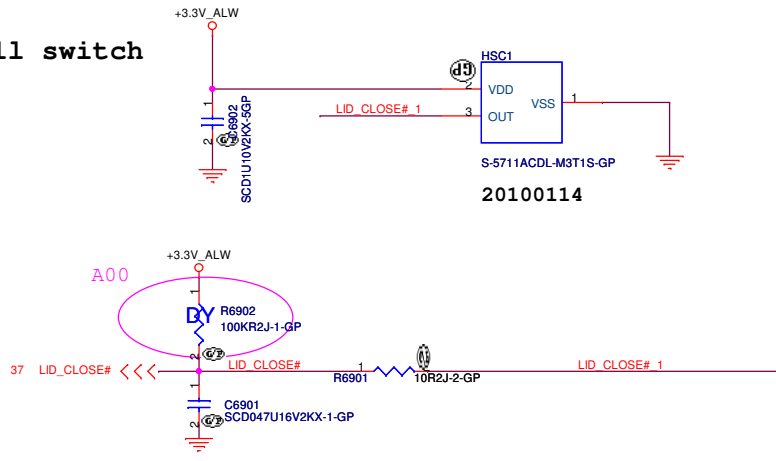 +3.3V_ALW
ll switch
HSC1
GP
1
2
VDD
VSS
1
LID_CLOSE#_1
3
OUT
C6902
SCD1U10V2KX-5GP
2
G/P
S-5711ACDL-M3T1S-GP
20100114
+3.3V_ALW
A00
1
DY
R6902
100KR2J-1-GP
2
G/P
37
LID_CLOSE#
LID_CLOSE#
1
R6901
10R2J-2-GP
LID_CLOSE#_1
1
C6901
SCD047U16V2KX-1-GP
2
G/P